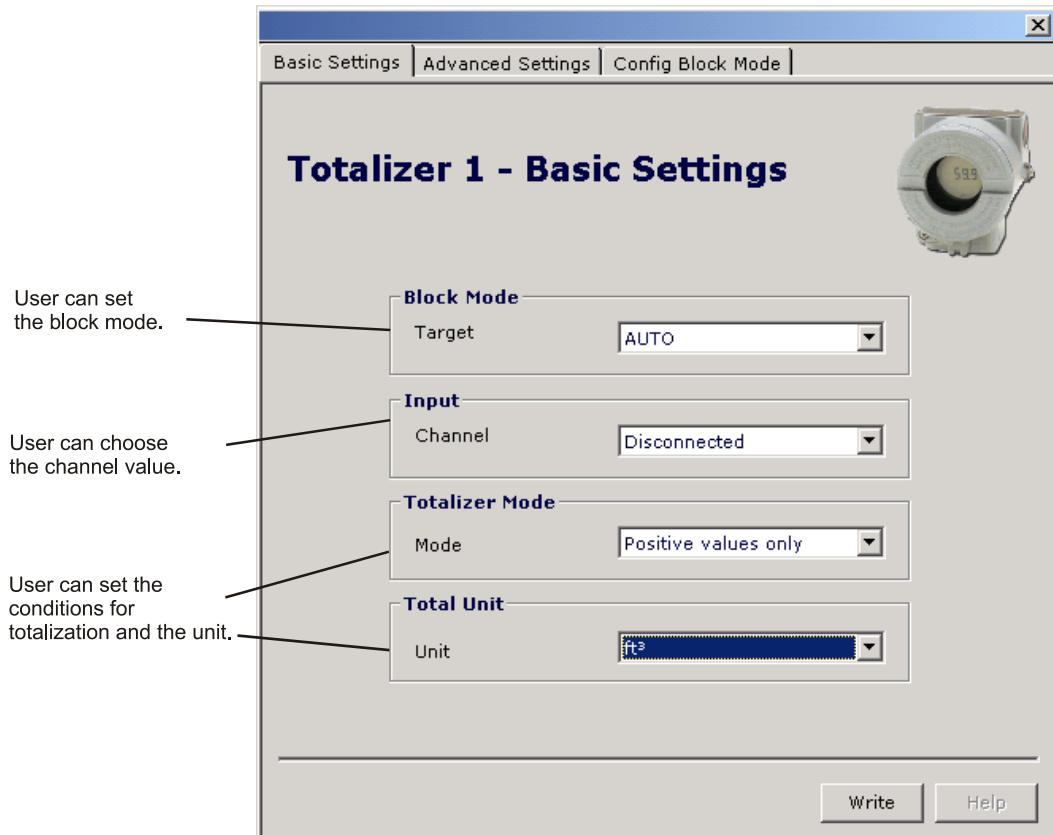 Basic Settings Advanced Settings Config Block Mode
Totalizer 1 - Basic Settings
59.9
User can set
the block mode.
Block Mode
Target AUTO
User can choose
the channel value.
Input
Channel Disconnected
Totalizer Mode
Mode Positive values only
User can set the
conditions for
totalization and the unit.
Total Unit
Unit ft³
Write Help